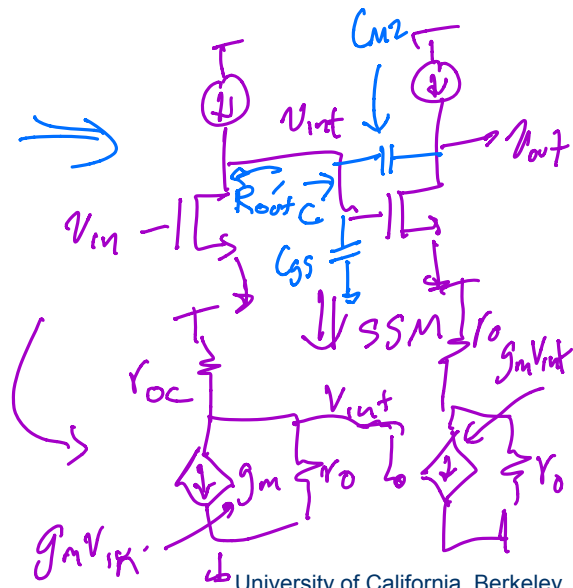 CM2
Vint
Vout
Rout
C
Vin
Cgs
SSM
ro
gmVint
roc
Vint
gm
ro
ro
gmVin
University of California, Berkeley